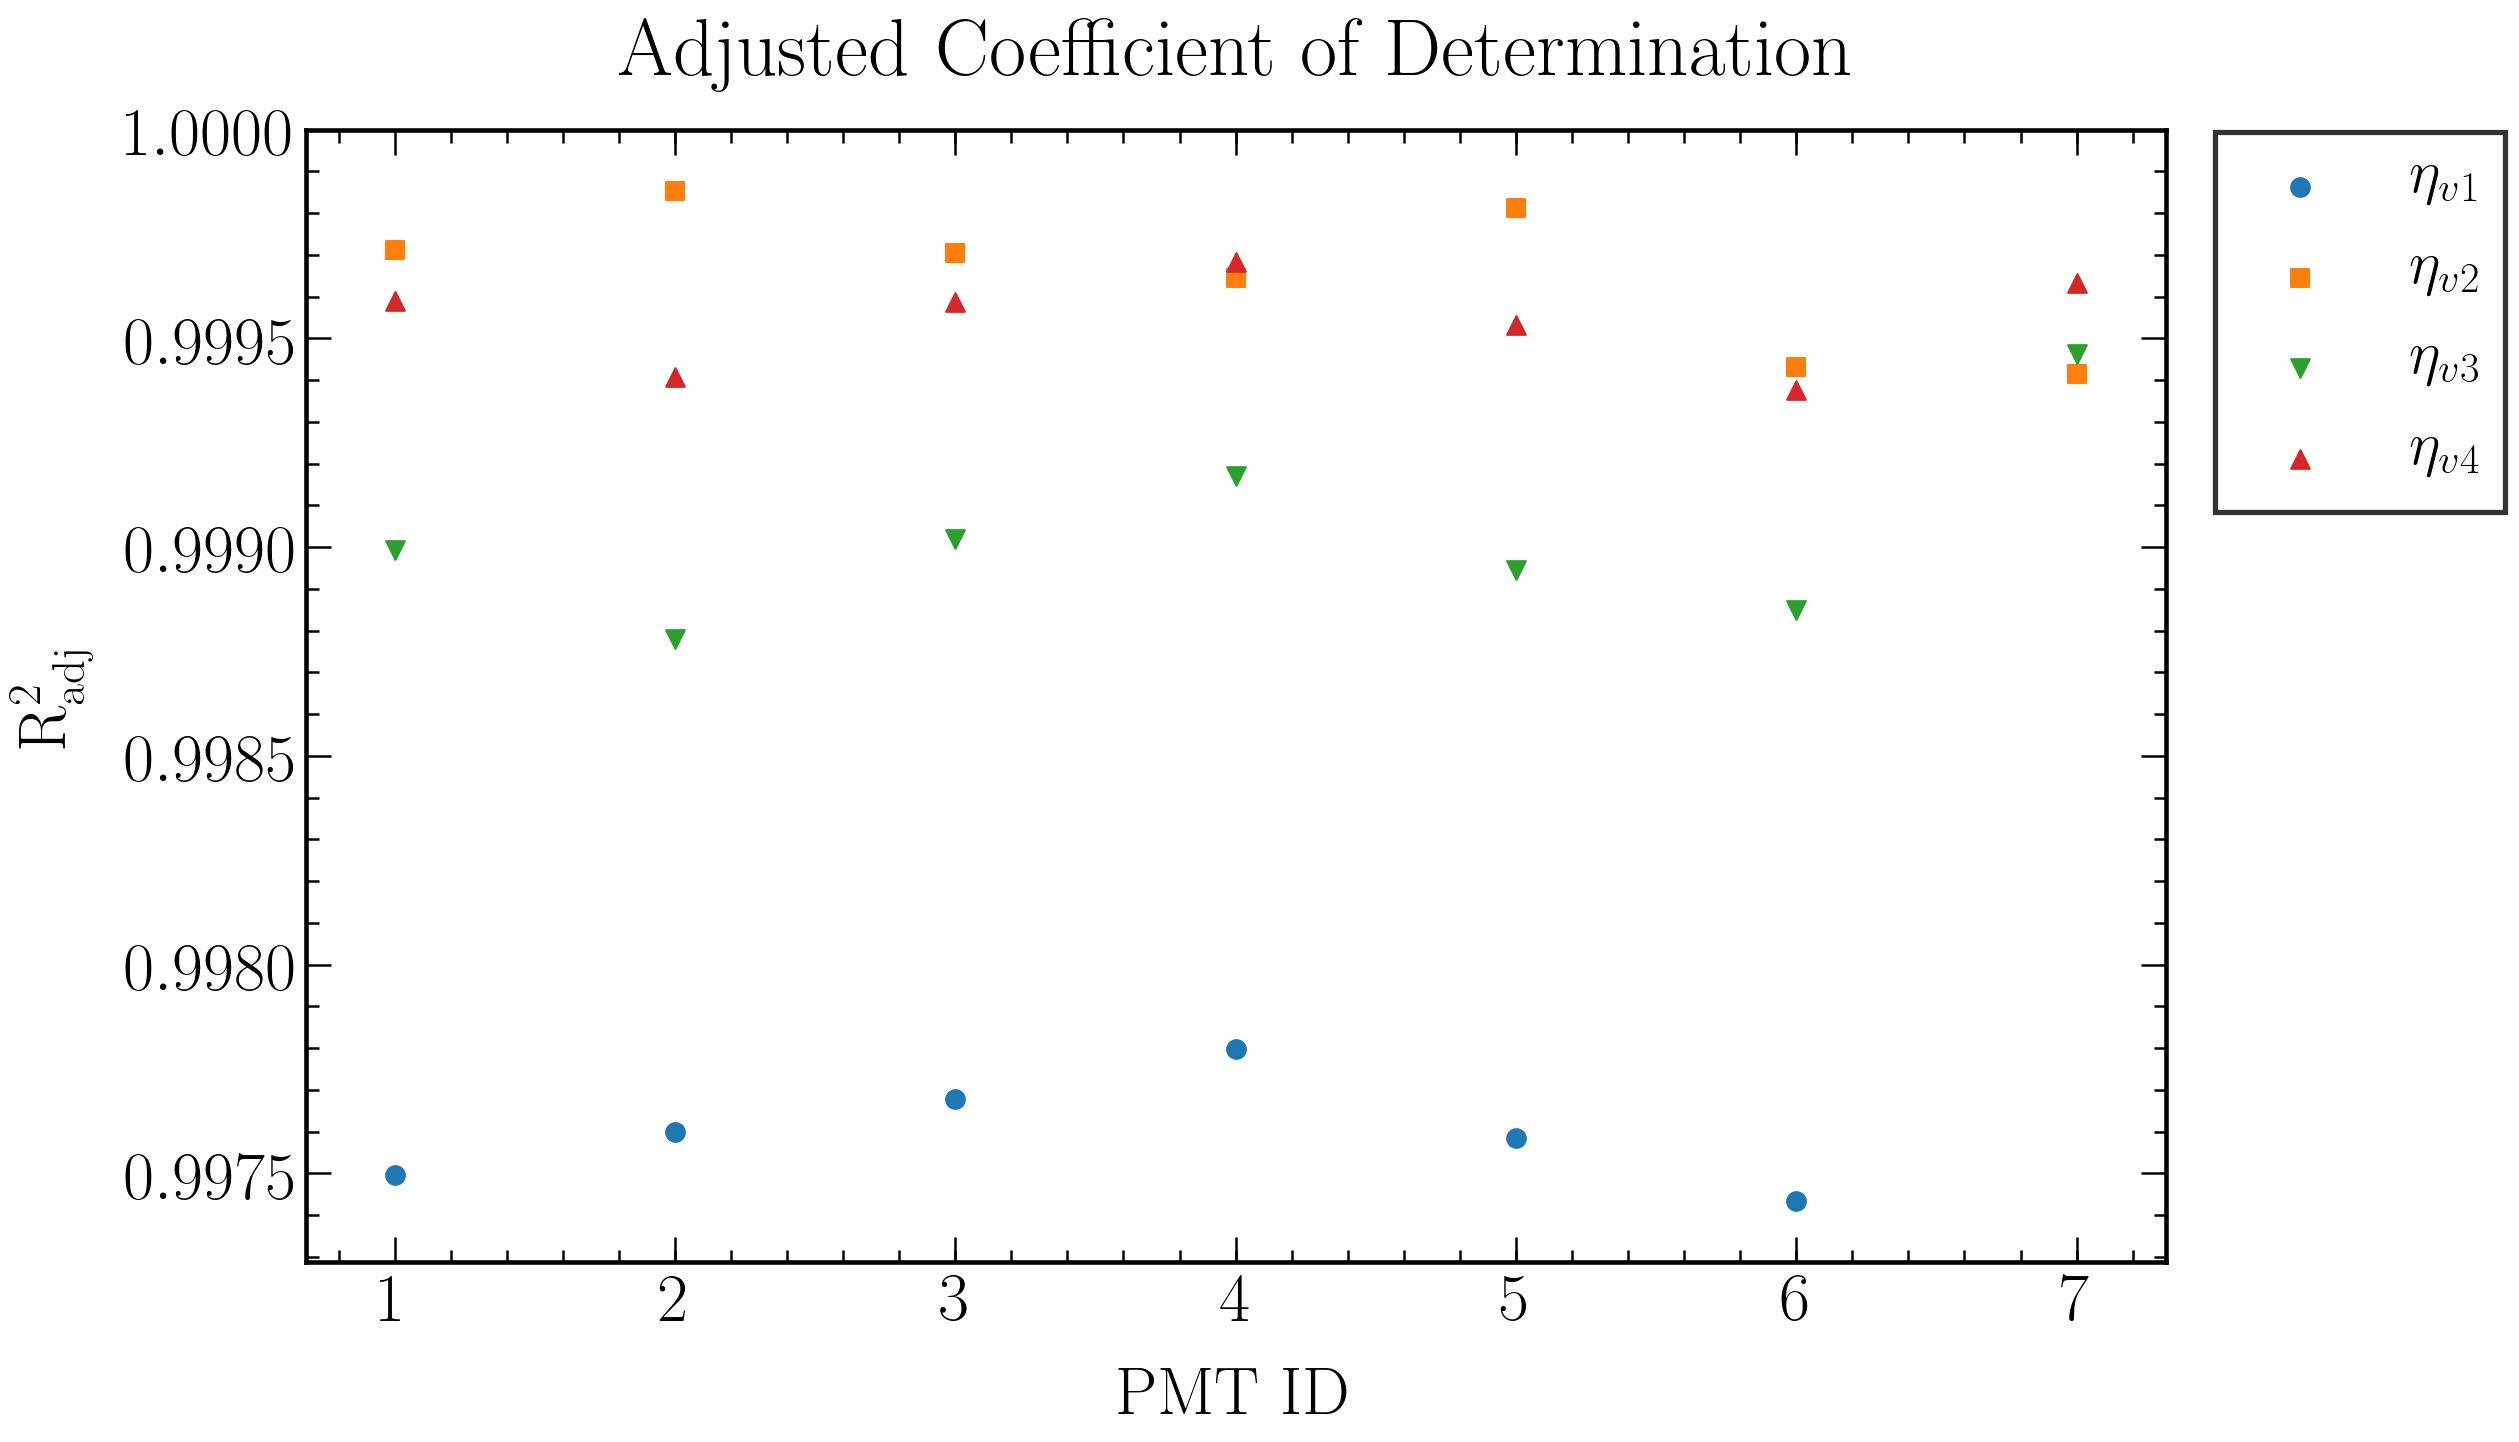 Adjusted Coefficient of Determination
1.0000
0.9995
0.9990
0.9985
0.9980
0.9975
R²adj
1 2 3 4 5 6 7
PMT ID
ηv1
ηv2
ηv3
ηv4